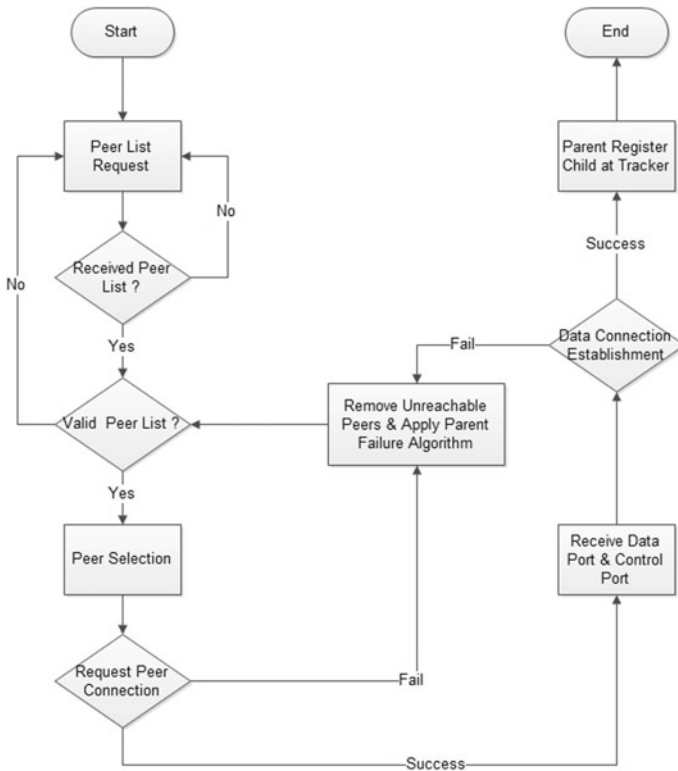 Start
End
Peer List
Request
Parent Register
Child at Tracker
No
Success
Received Peer
List ?
No
Yes
Data Connection
Establishment
Fail
Valid Peer List ?
Remove Unreachable
Peers & Apply Parent
Failure Algorithm
Yes
Peer Selection
Receive Data
Port & Control
Port
Request Peer
Connection
Fail
Success